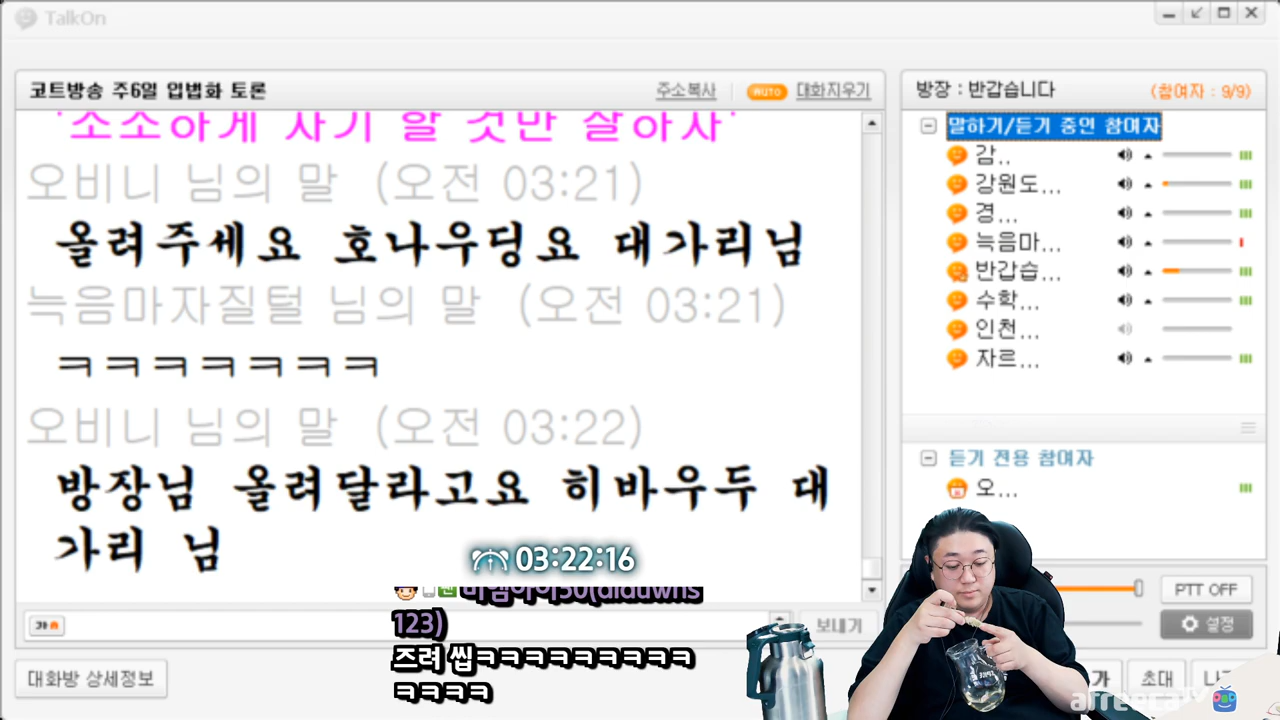 TalkOn
코트방송 주6일 입법화 토론
주소복사
AUTO
대화지우기
'소소하게 사기 할 것만 잘하자'
오비니 님의 말 (오전 03:21)
올려주세요 호나우딩요 대가리님
늑음마자질털 님의 말 (오전 03:21)
ㅋㅋㅋㅋㅋㅋㅋ
오비니 님의 말 (오전 03:22)
방장님 올려달라고요 히바우두 대
가리 님
가
보내기
대화방 상세정보
방장 : 반갑습니다
(참여자 : 9/9)
말하기/듣기 중인 참여자
감..
강원도...
경...
늑음마...
반갑습...
수학...
인천...
자르...
듣기 전용 참여자
오...
PTT OFF
설정
가
초대
03:22:16
123)
즈려 씹ㅋㅋㅋㅋㅋㅋㅋㅋㅋ
ㅋㅋㅋㅋ
afreecaTV